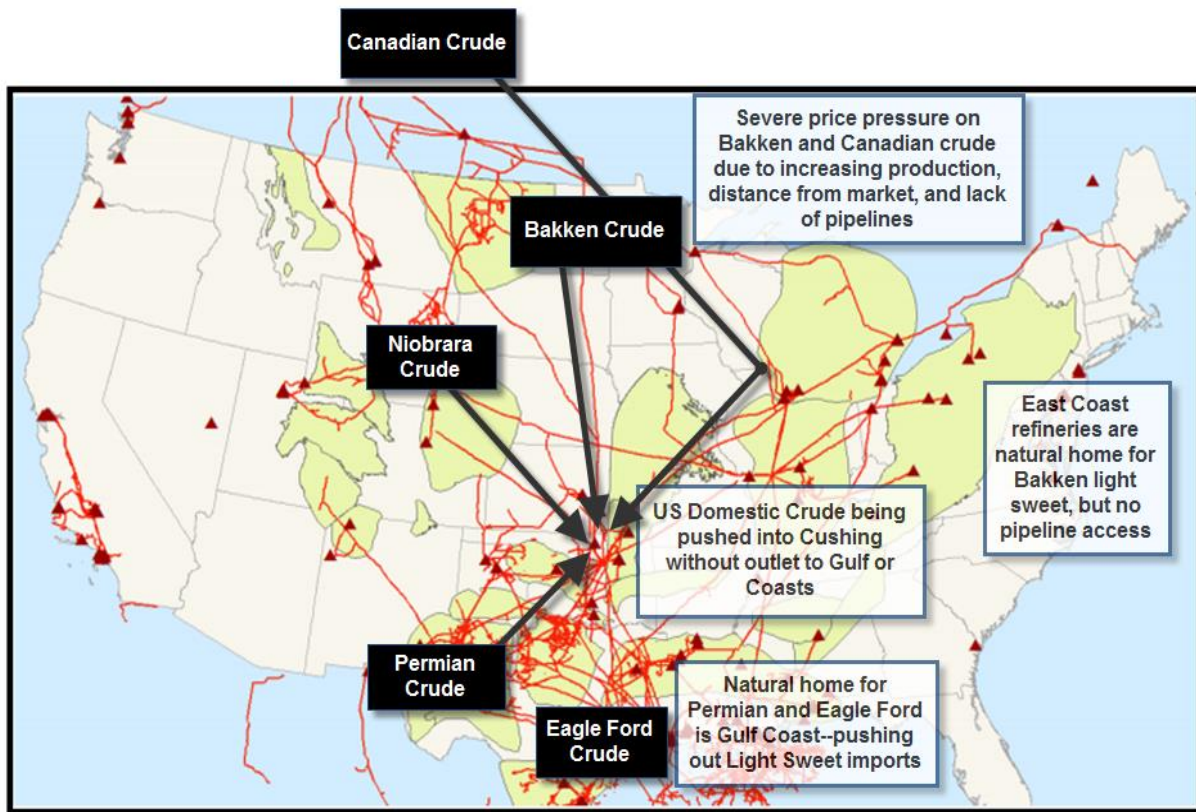 Canadian Crude
Severe price pressure on
Bakken and Canadian crude
due to increasing production,
distance from market, and lack
of pipelines
Bakken Crude
Niobrara
Crude
East Coast
refineries are
natural home for
Bakken light
sweet, but no
pipeline access
US Domestic Crude being
pushed into Cushing
without outlet to Gulf or
Coasts
Permian
Crude
Natural home for
Permian and Eagle Ford
is Gulf Coast--pushing
out Light Sweet imports
Eagle Ford
Crude